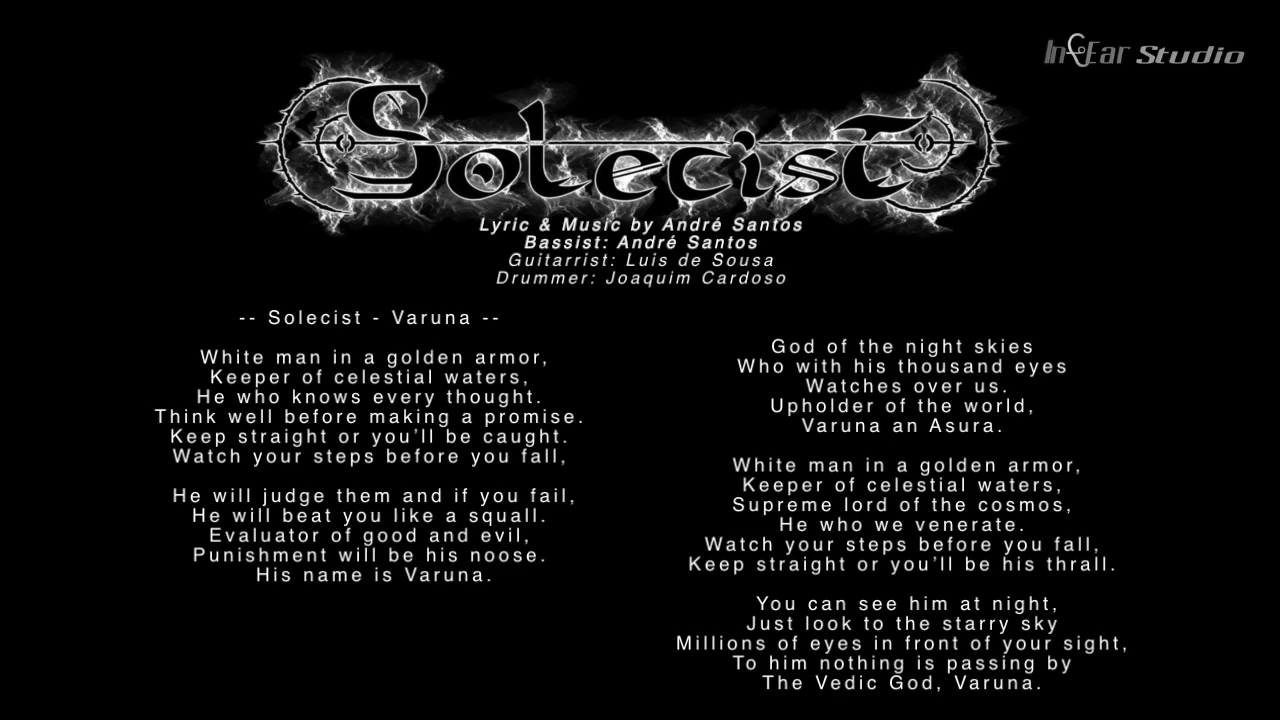 In Ear Studio
Solecist
Lyric & Music by André Santos
Bassist: André Santos
Guitarrist: Luis de Sousa
Drummer: Joaquim Cardoso
-- Solecist - Varuna --
White man in a golden armor,
Keeper of celestial waters,
He who knows every thought.
Think well before making a promise.
Keep straight or you'll be caught.
Watch your steps before you fall,
He will judge them and if you fail,
He will beat you like a squall.
Evaluator of good and evil,
Punishment will be his noose.
His name is Varuna.
God of the night skies
Who with his thousand eyes
Watches over us.
Upholder of the world,
Varuna an Asura.
White man in a golden armor,
Keeper of celestial waters,
Supreme lord of the cosmos,
He who we venerate.
Watch your steps before you fall,
Keep straight or you'll be his thrall.
You can see him at night,
Just look to the starry sky
Millions of eyes in front of your sight,
To him nothing is passing by
The Vedic God, Varuna.